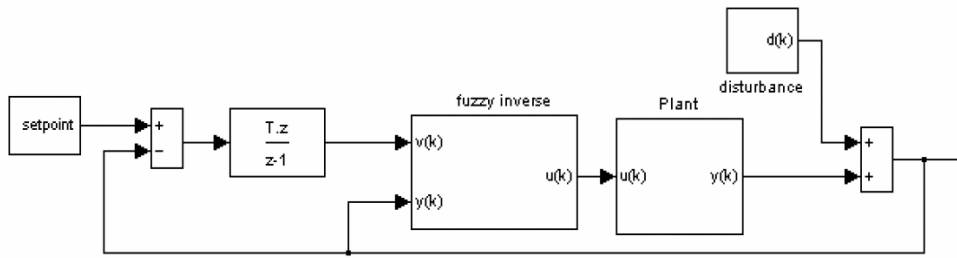 d(k)
disturbance
fuzzy inverse
Plant
setpoint
+
−
T.z
z-1
v(k)
y(k)
u(k)
u(k)
y(k)
+
+